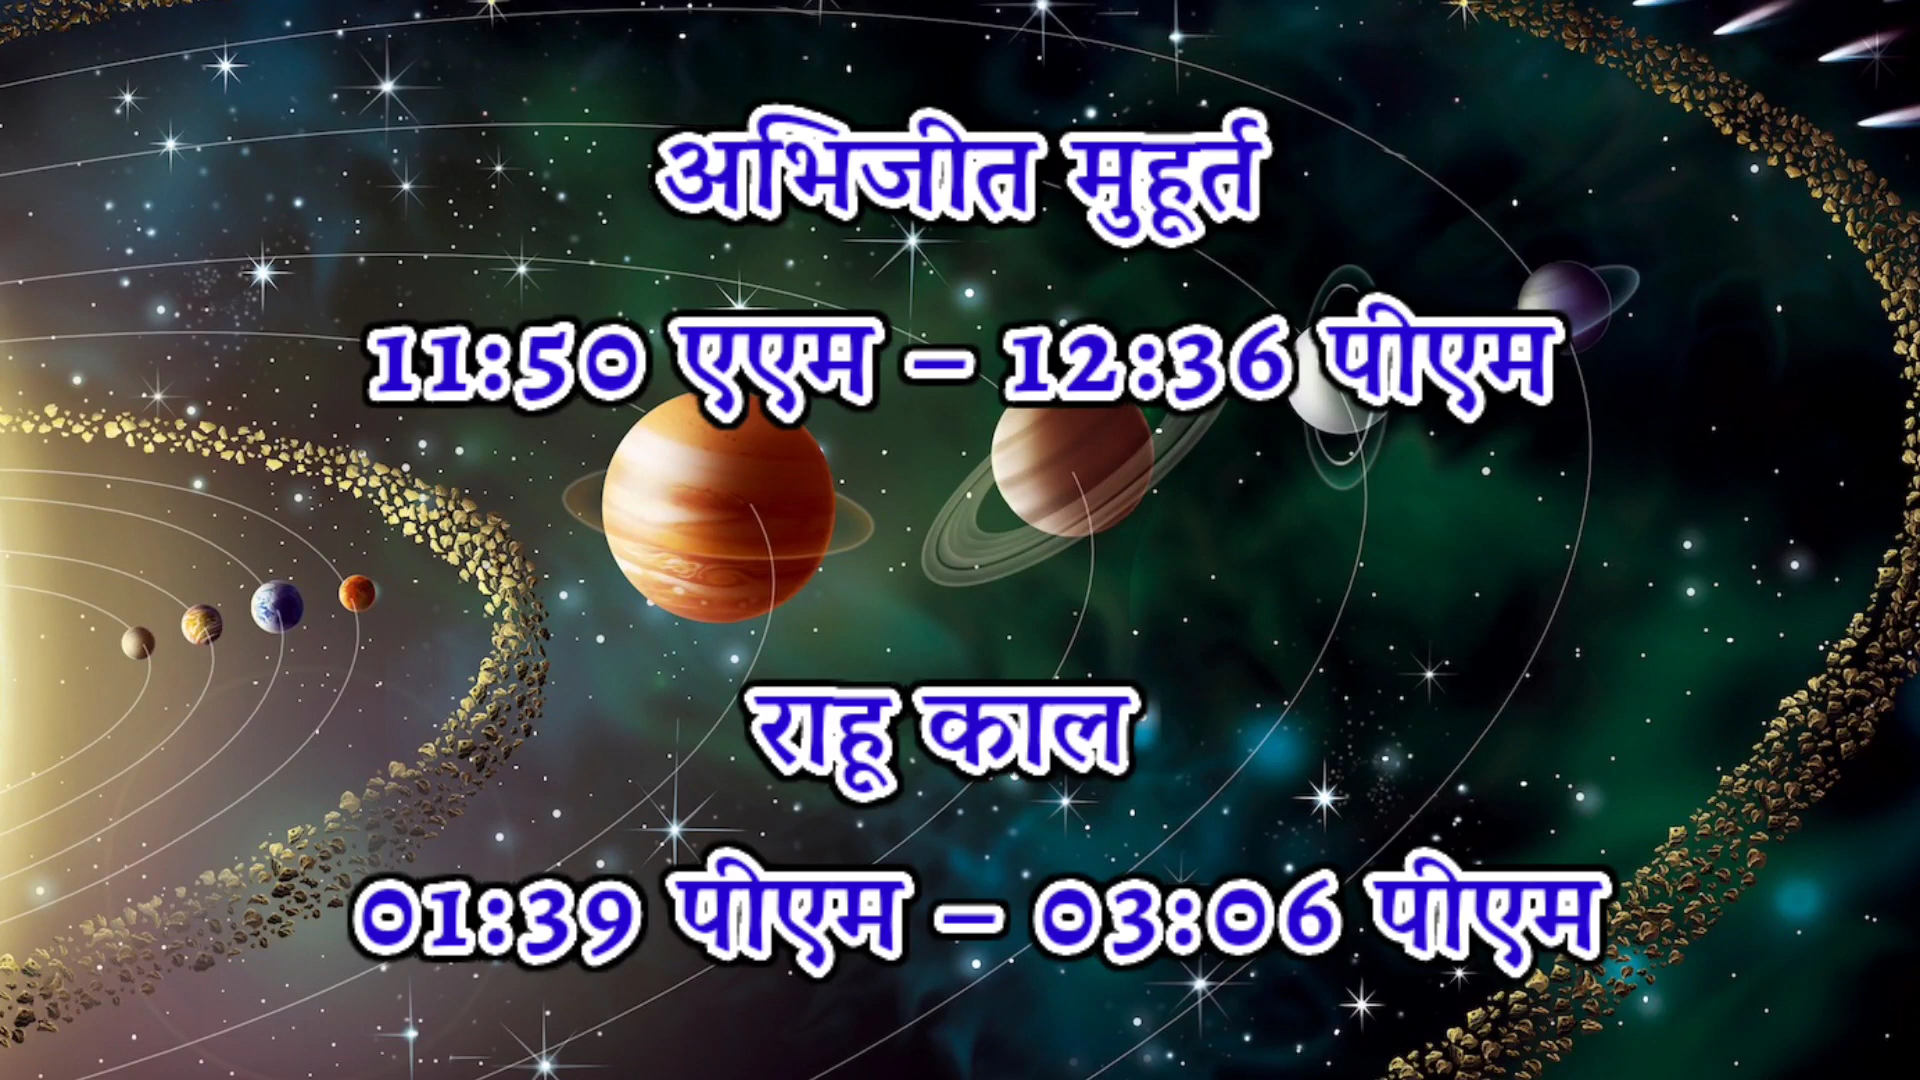 अभिजीत मुहूर्त
11:50 एएम – 12:36 पीएम
राहू काल
01:39 पीएम – 03:06 पीएम